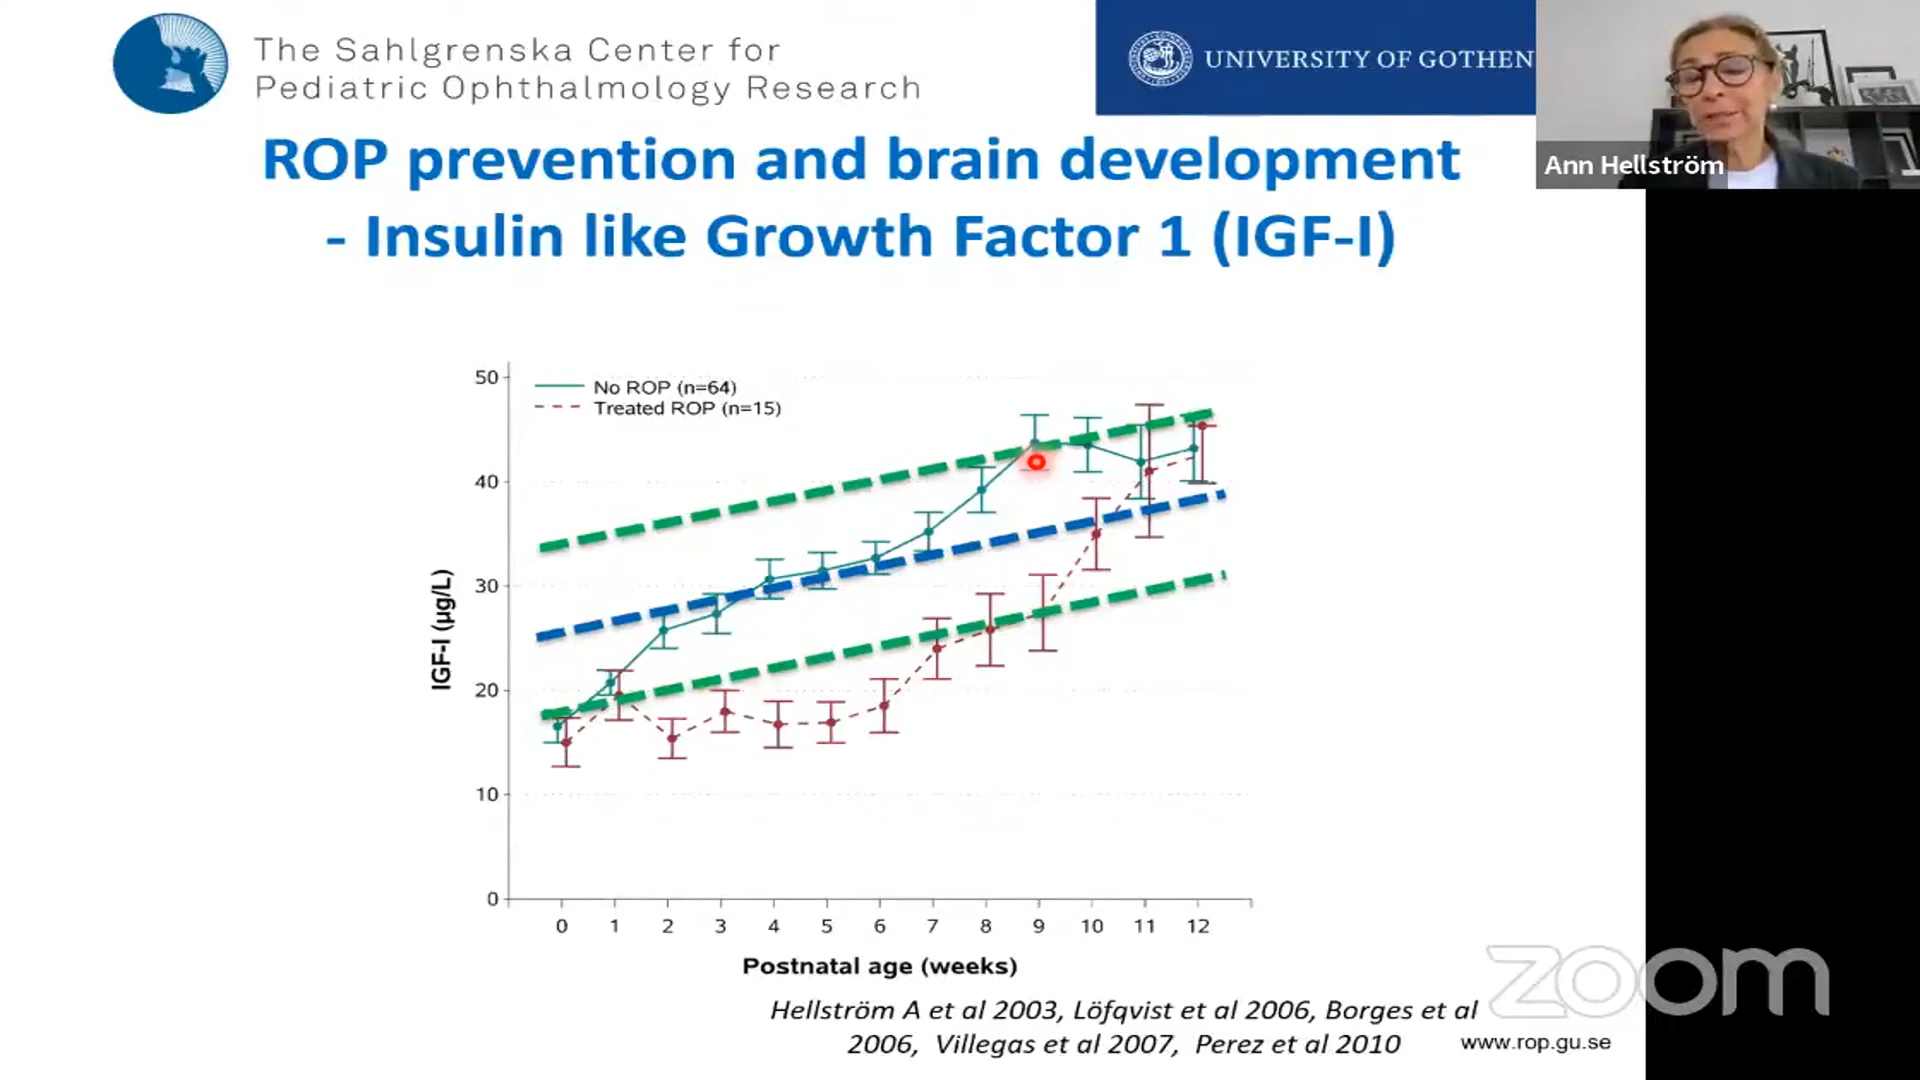 The Sahlgrenska Center for
Pediatric Ophthalmology Research
UNIVERSITY OF GOTHEN
Ann Hellström
ROP prevention and brain development
- Insulin like Growth Factor 1 (IGF-I)
No ROP (n=64)
Treated ROP (n=15)
50
40
30
20
10
0
IGF-I (µg/L)
0 1 2 3 4 5 6 7 8 9 10 11 12
Postnatal age (weeks)
Hellström A et al 2003, Löfqvist et al 2006, Borges et al
2006, Villegas et al 2007, Perez et al 2010
www.rop.gu.se
zoom